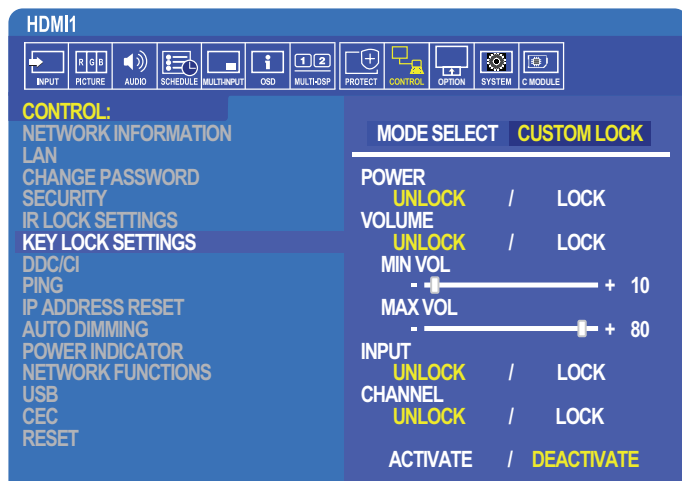 HDMI1
INPUT RGB PICTURE AUDIO SCHEDULE MULTI-INPUT OSD 1 2 MULTI-DSP PROTECT CONTROL OPTION SYSTEM C MODULE
CONTROL:
NETWORK INFORMATION
LAN
CHANGE PASSWORD
SECURITY
IR LOCK SETTINGS
KEY LOCK SETTINGS
DDC/CI
PING
IP ADDRESS RESET
AUTO DIMMING
POWER INDICATOR
NETWORK FUNCTIONS
USB
CEC
RESET
MODE SELECT CUSTOM LOCK
POWER
UNLOCK / LOCK
VOLUME
UNLOCK / LOCK
MIN VOL
- + 10
MAX VOL
- + 80
INPUT
UNLOCK / LOCK
CHANNEL
UNLOCK / LOCK
ACTIVATE / DEACTIVATE